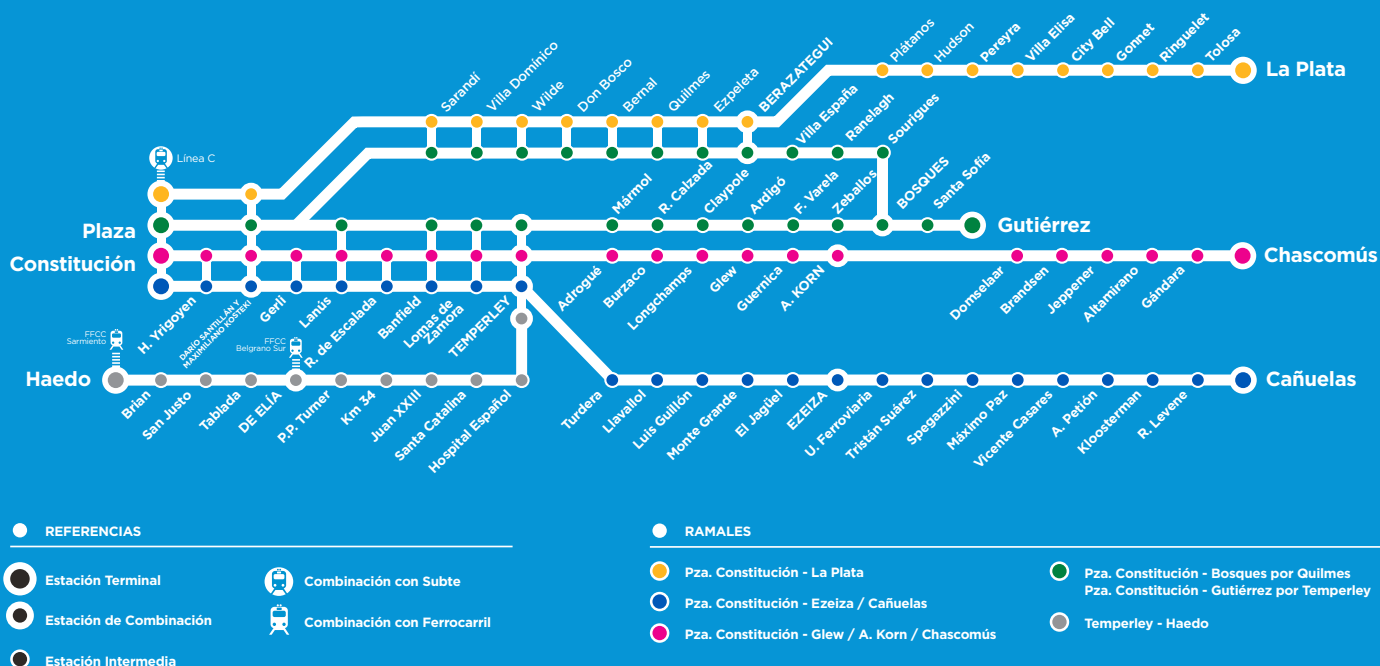 Sarandí
Villa Domínico
Wilde
Don Bosco
Bernal
Quilmes
Ezpeleta
BERAZATEGUI
Plátanos
Hudson
Pereyra
Villa Elisa
City Bell
Gonnet
Ringuelet
Tolosa
La Plata
Villa España
Ranelagh
Sourigues
Línea C
Mármol
R. Calzada
Claypole
Ardigó
F. Varela
Zeballos
BOSQUES
Santa Sofía
Gutiérrez
Plaza
Constitución
Chascomús
H. Yrigoyen
DARÍO SANTILLÁN Y
MAXIMILIANO KOSTEKI
Gerli
Lanús
R. de Escalada
Banfield
Lomas de
Zamora
TEMPERLEY
Adrogué
Burzaco
Longchamps
Glew
Guernica
A. KORN
Domselaar
Brandsen
Jeppener
Altamirano
Gándara
FFCC
Sarmiento
FFCC
Belgrano Sur
Haedo
Cañuelas
Brian
San Justo
Tablada
DE ELÍA
P.P. Turner
Km 34
Juan XXIII
Santa Catalina
Hospital Español
Turdera
Llavallol
Luis Guillón
Monte Grande
El Jagüel
EZEIZA
U. Ferroviaria
Tristán Suárez
Spegazzini
Máximo Paz
Vicente Casares
A. Petión
Kloosterman
R. Levene
REFERENCIAS
Estación Terminal
Estación de Combinación
Estación Intermedia
Combinación con Subte
Combinación con Ferrocarril
RAMALES
Pza. Constitución - La Plata
Pza. Constitución - Ezeiza / Cañuelas
Pza. Constitución - Glew / A. Korn / Chascomús
Pza. Constitución - Bosques por Quilmes
Pza. Constitución - Gutiérrez por Temperley
Temperley - Haedo